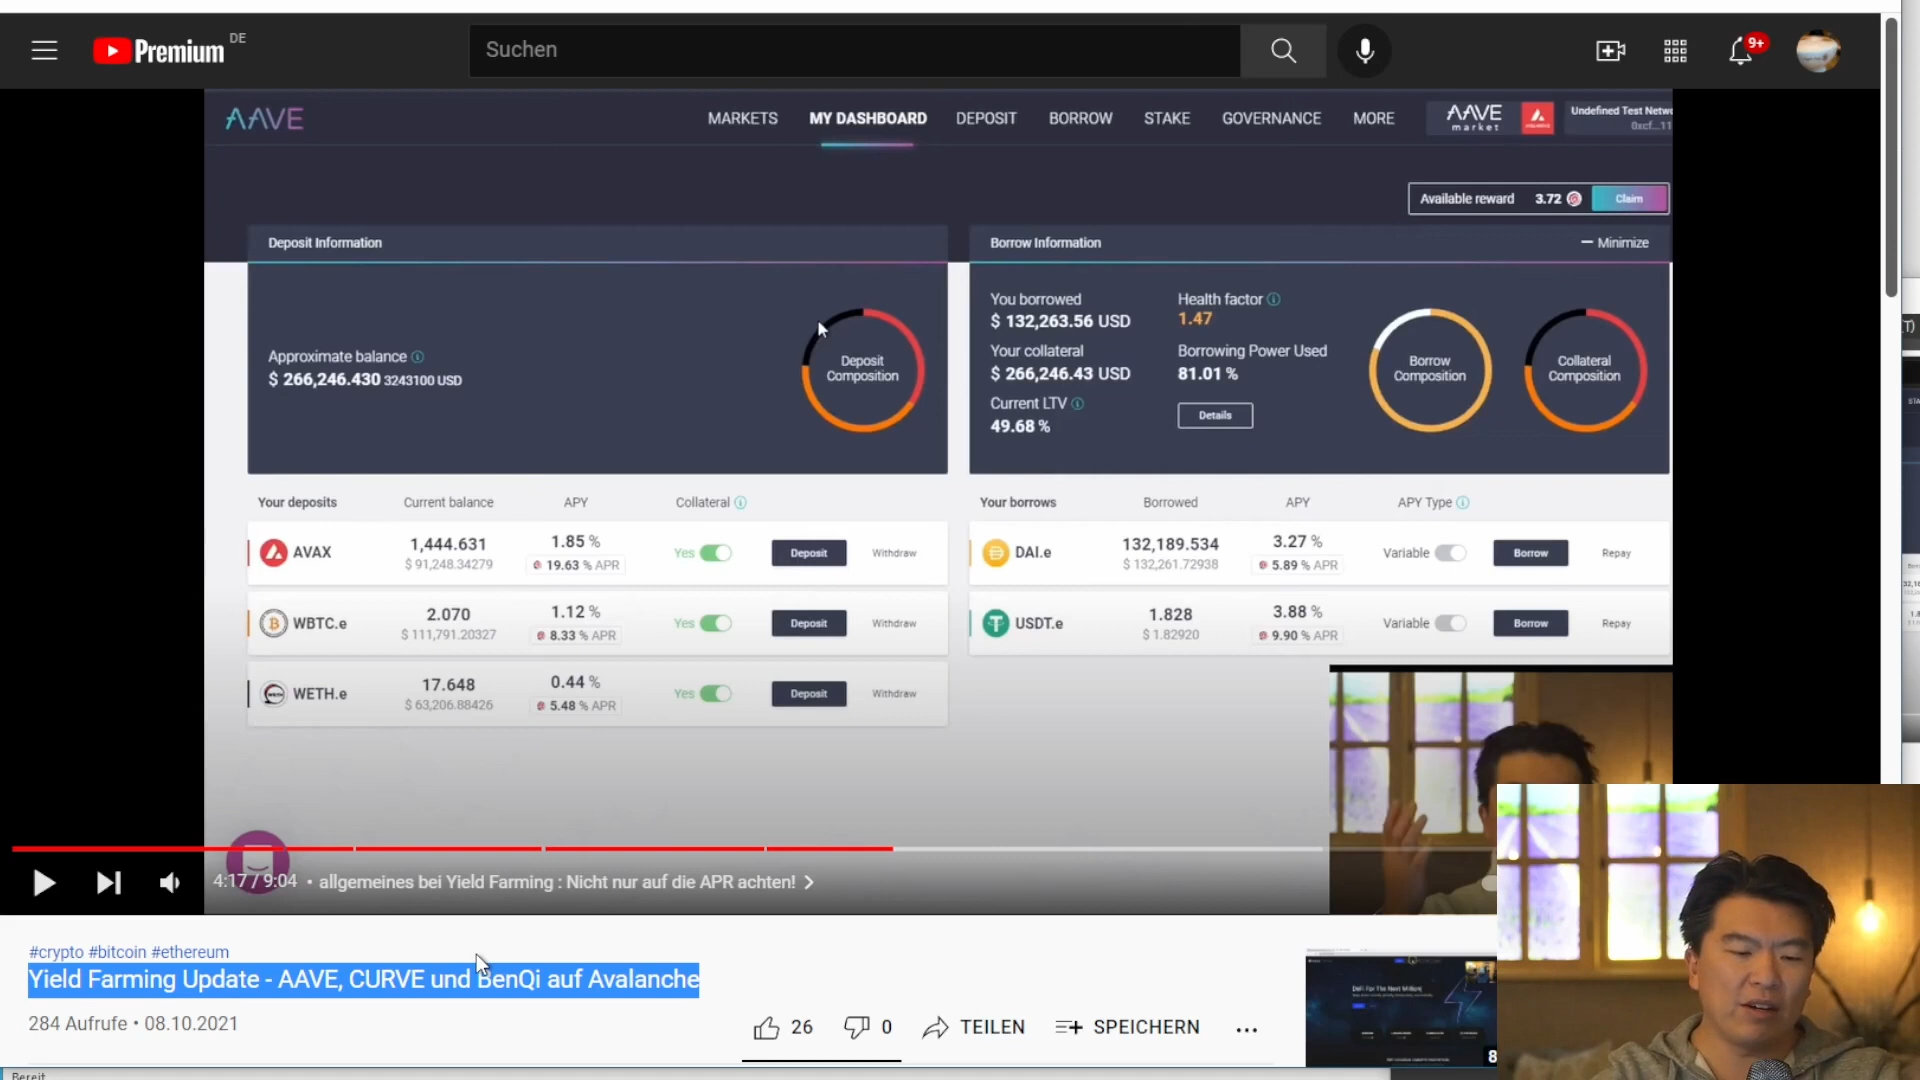 Premium DE
Suchen
9+
AAVE
MARKETS MY DASHBOARD DEPOSIT BORROW STAKE GOVERNANCE MORE
AAVE market
Undefined Test Netwo
0xcf...11
Available reward 3.72 Claim
Deposit Information
Approximate balance
$ 266,246.430 3243100 USD
Deposit Composition
Borrow Information
Minimize
You borrowed
$ 132,263.56 USD
Health factor
1.47
Your collateral
$ 266,246.43 USD
Borrowing Power Used
81.01 %
Current LTV
49.68 %
Details
Borrow Composition
Collateral Composition
Your deposits Current balance APY Collateral
AVAX 1,444.631 1.85 % Yes Deposit Withdraw
$ 91,248.34279 19.63 % APR
WBTC.e 2.070 1.12 % Yes Deposit Withdraw
$ 111,791.20327 8.33 % APR
WETH.e 17.648 0.44 % Yes Deposit Withdraw
$ 63,206.88426 5.48 % APR
Your borrows Borrowed APY APY Type
DAI.e 132,189.534 3.27 % Variable Borrow Repay
$ 132,261.72938 5.89 % APR
USDT.e 1.828 3.88 % Variable Borrow Repay
$ 1.82920 9.90 % APR
4:17 / 9:04 • allgemeines bei Yield Farming : Nicht nur auf die APR achten!
#crypto #bitcoin #ethereum
Yield Farming Update - AAVE, CURVE und BenQi auf Avalanche
284 Aufrufe • 08.10.2021
26 0 TEILEN SPEICHERN
DeFi For The Next Million
8
Bereit